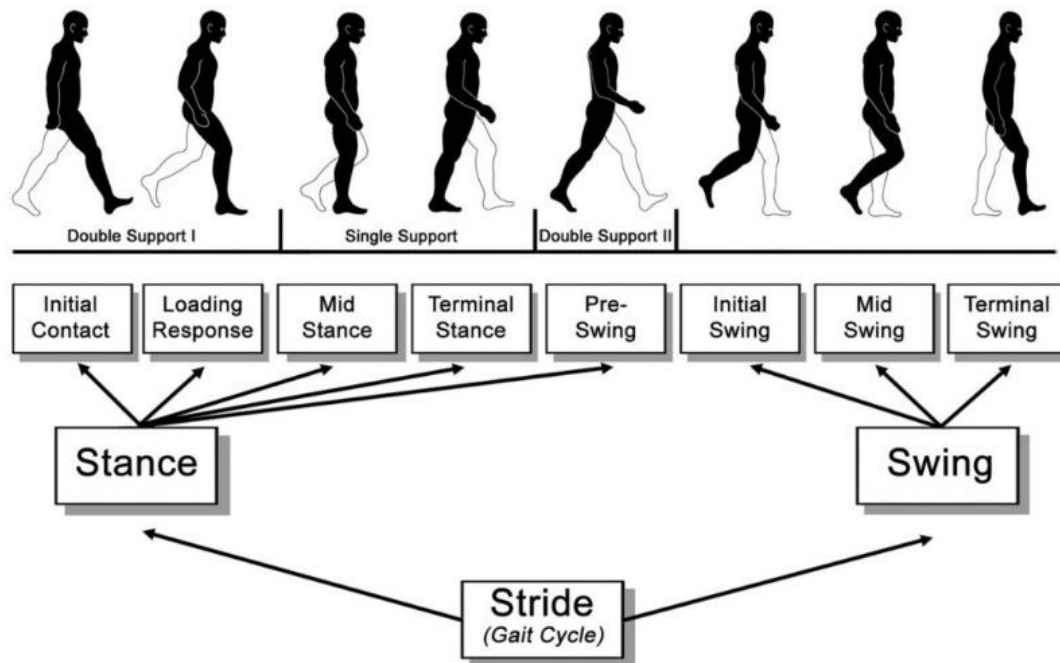 Double Support I
Single Support
Double Support II
Initial
Contact
Loading
Response
Mid
Stance
Terminal
Stance
Pre-
Swing
Initial
Swing
Mid
Swing
Terminal
Swing
Stance
Swing
Stride
(Gait Cycle)